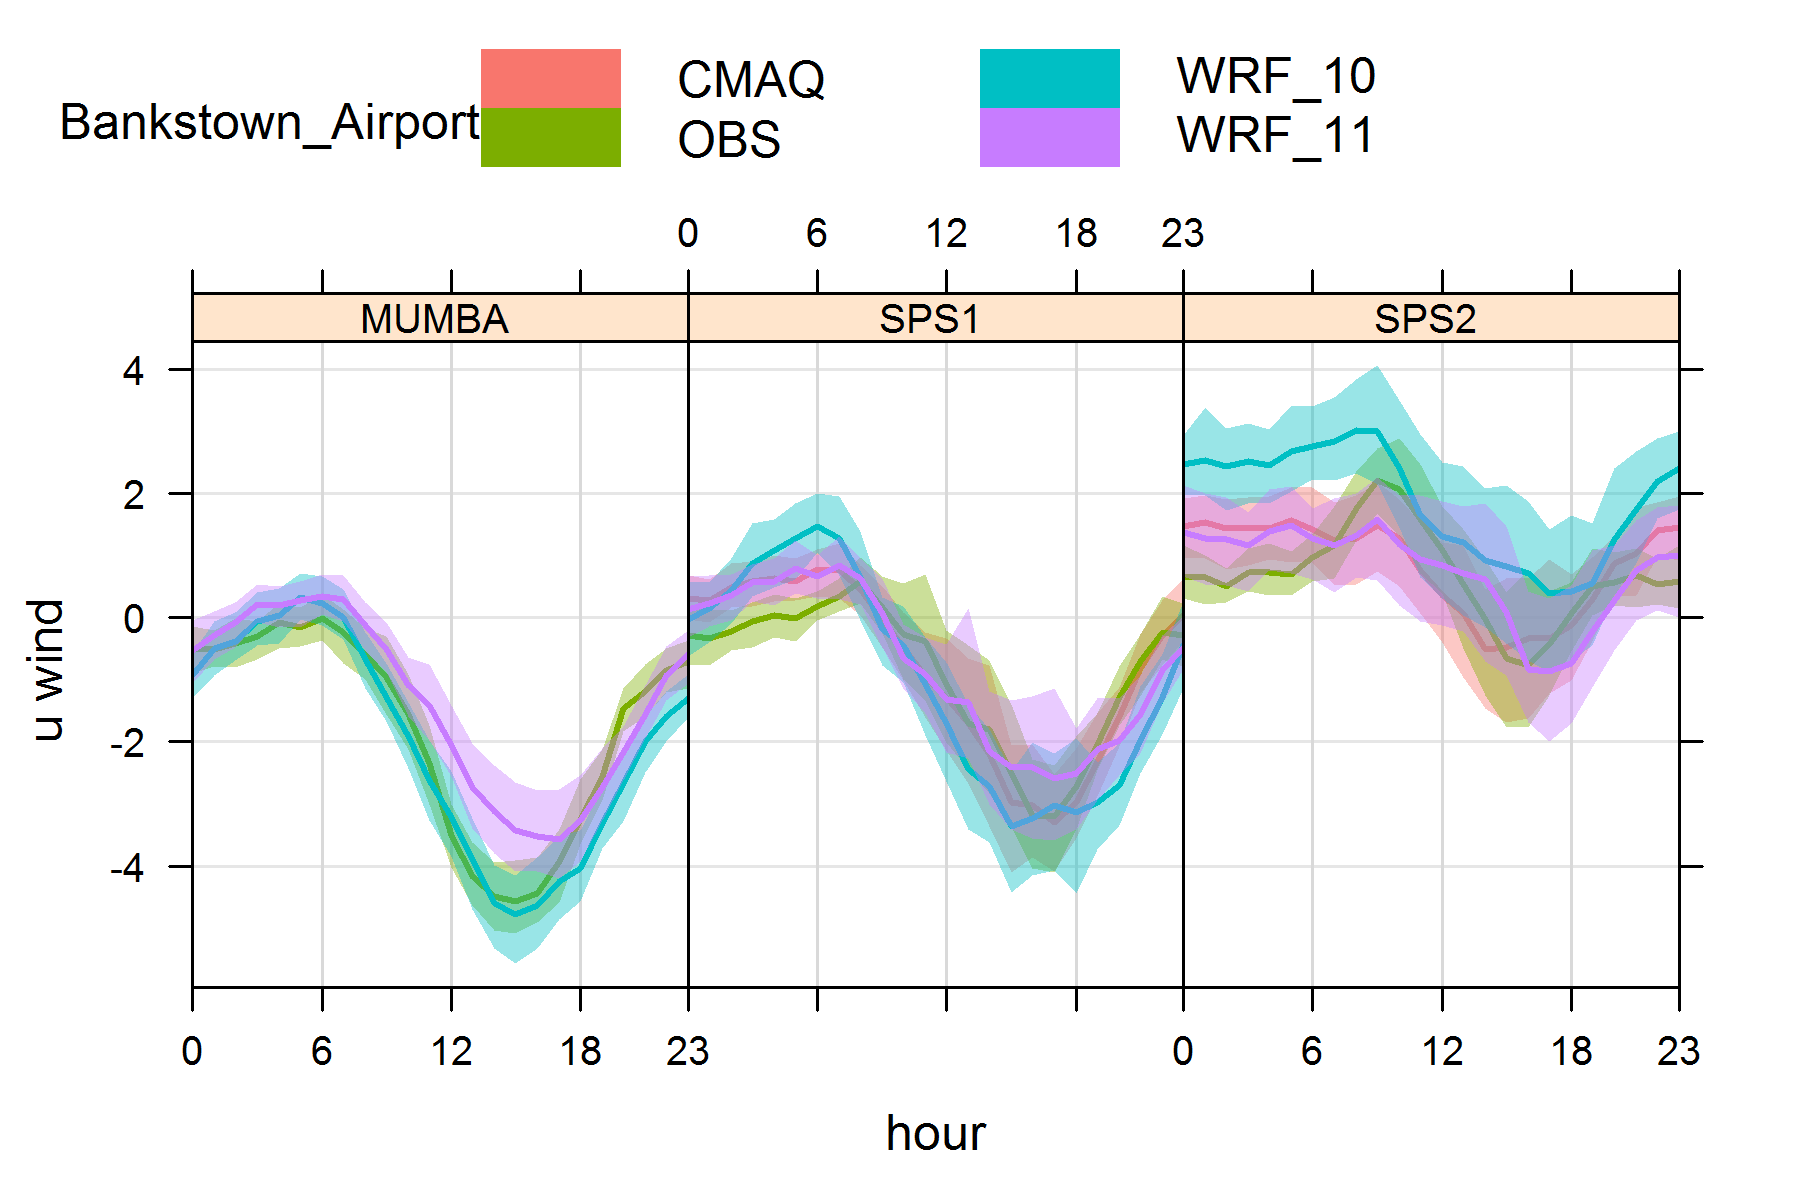 Bankstown_Airport
CMAQ
WRF_10
OBS
WRF_11
0 6 12 18 23
MUMBA SPS1 SPS2
4
2
0
-2
-4
u wind
0 6 12 18 23 0 6 12 18 23
hour